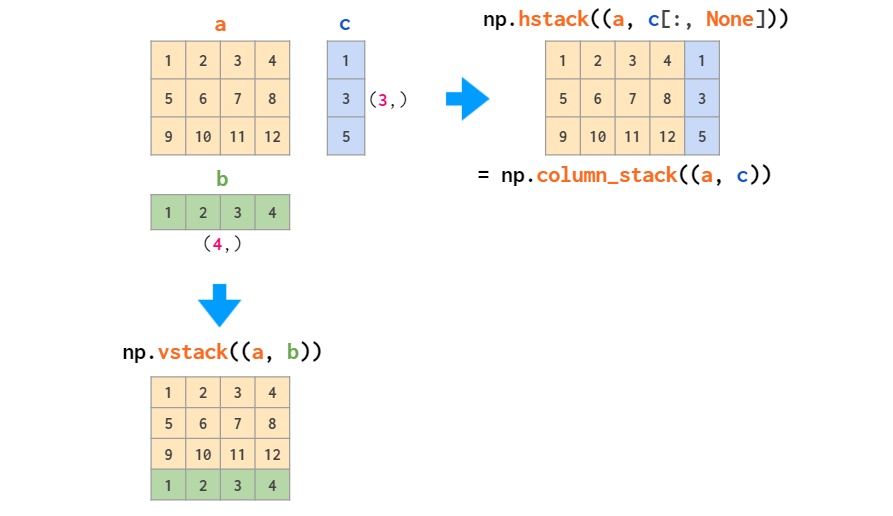 a
1 2 3 4
5 6 7 8
9 10 11 12
c
1
3
5
(3,)
np.hstack((a, c[:, None]))
1 2 3 4 1
5 6 7 8 3
9 10 11 12 5
= np.column_stack((a, c))
b
1 2 3 4
(4,)
np.vstack((a, b))
1 2 3 4
5 6 7 8
9 10 11 12
1 2 3 4